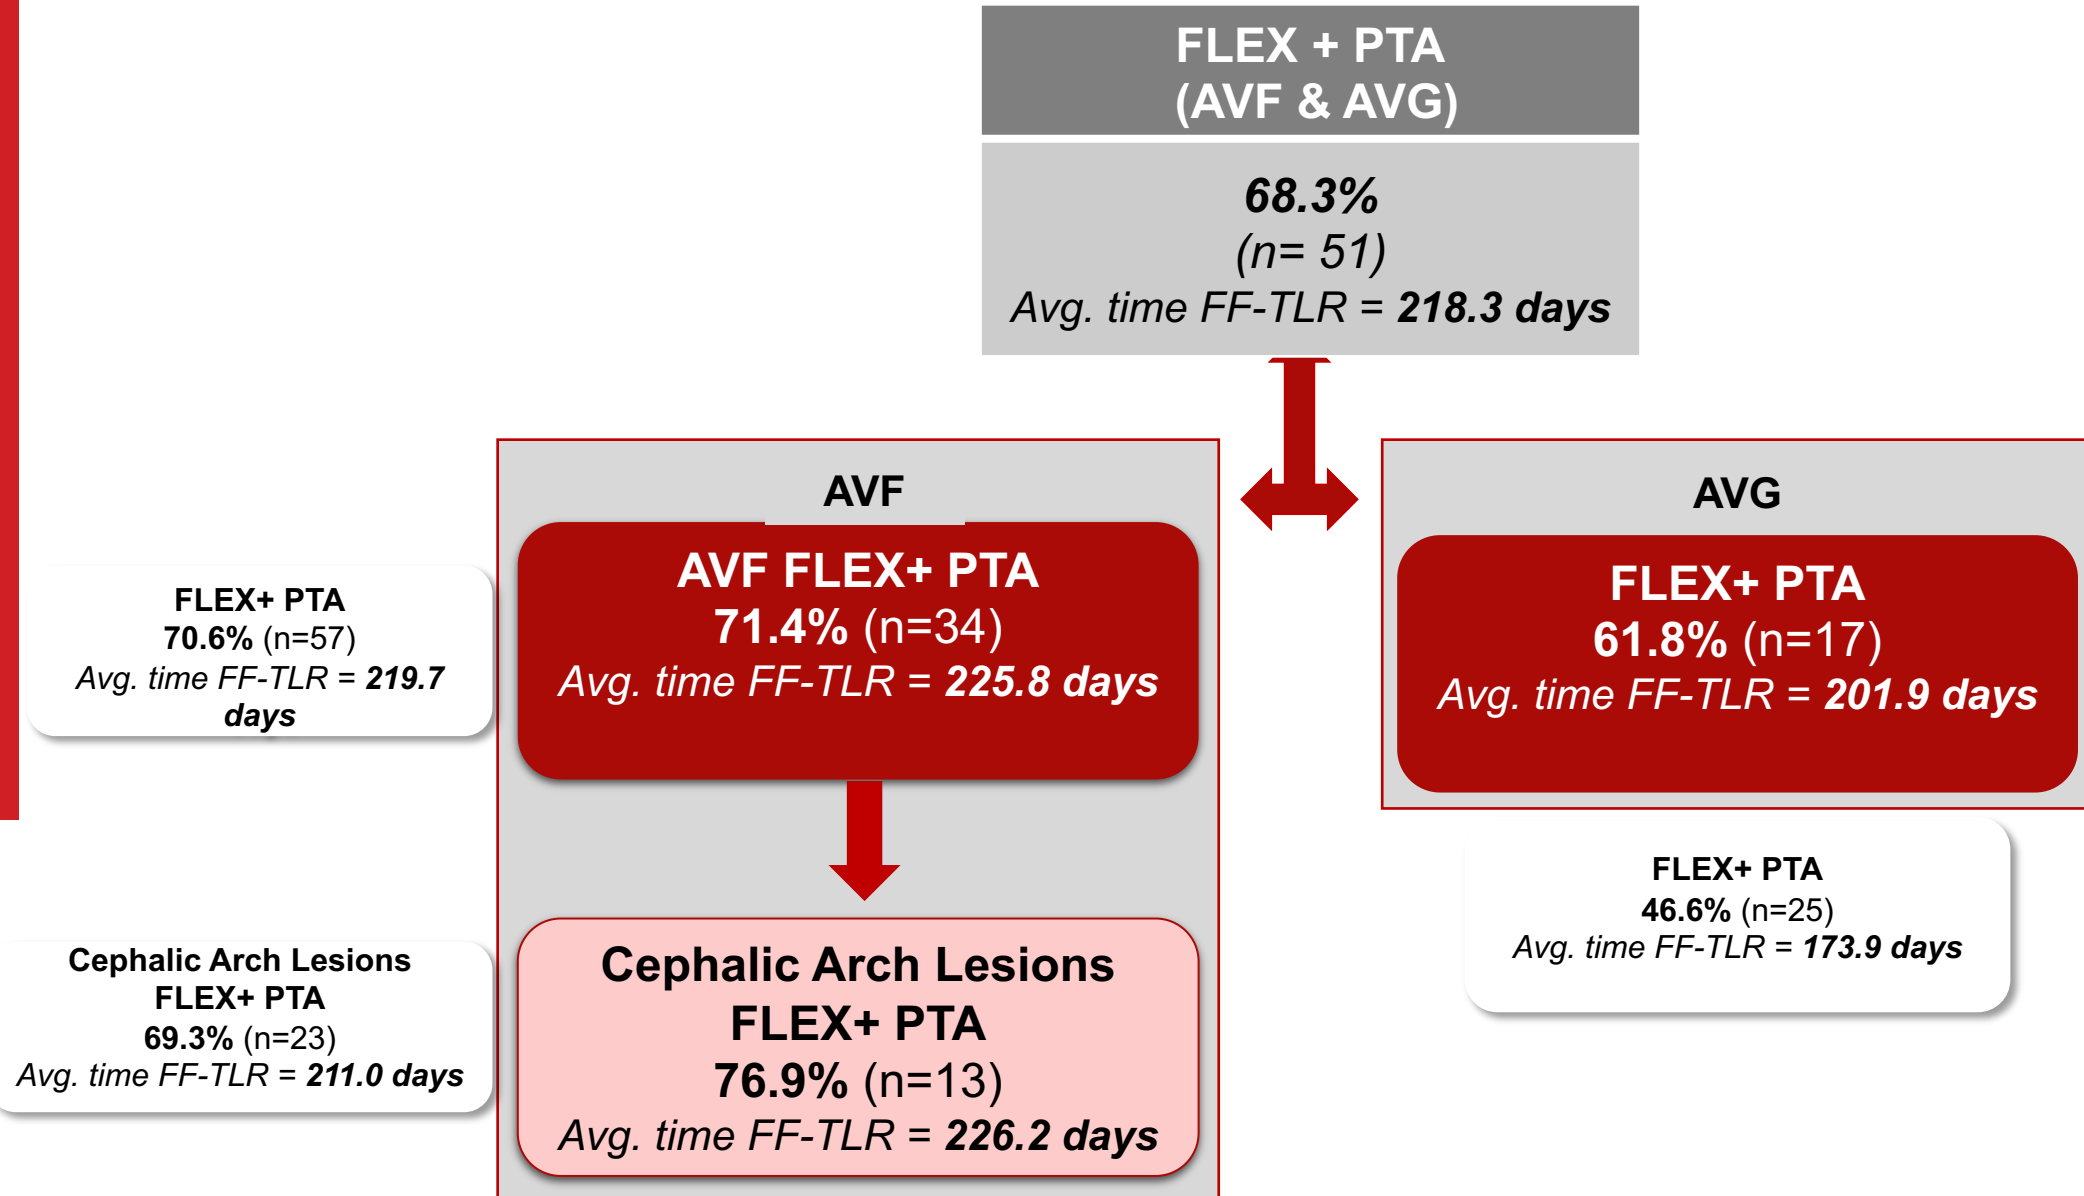 FLEX + PTA
(AVF & AVG)
68.3%
(n= 51)
Avg. time FF-TLR = 218.3 days
AVF
AVF FLEX+ PTA
71.4% (n=34)
Avg. time FF-TLR = 225.8 days
AVG
FLEX+ PTA
61.8% (n=17)
Avg. time FF-TLR = 201.9 days
FLEX+ PTA
70.6% (n=57)
Avg. time FF-TLR = 219.7
days
FLEX+ PTA
46.6% (n=25)
Avg. time FF-TLR = 173.9 days
Cephalic Arch Lesions
FLEX+ PTA
69.3% (n=23)
Avg. time FF-TLR = 211.0 days
Cephalic Arch Lesions
FLEX+ PTA
76.9% (n=13)
Avg. time FF-TLR = 226.2 days